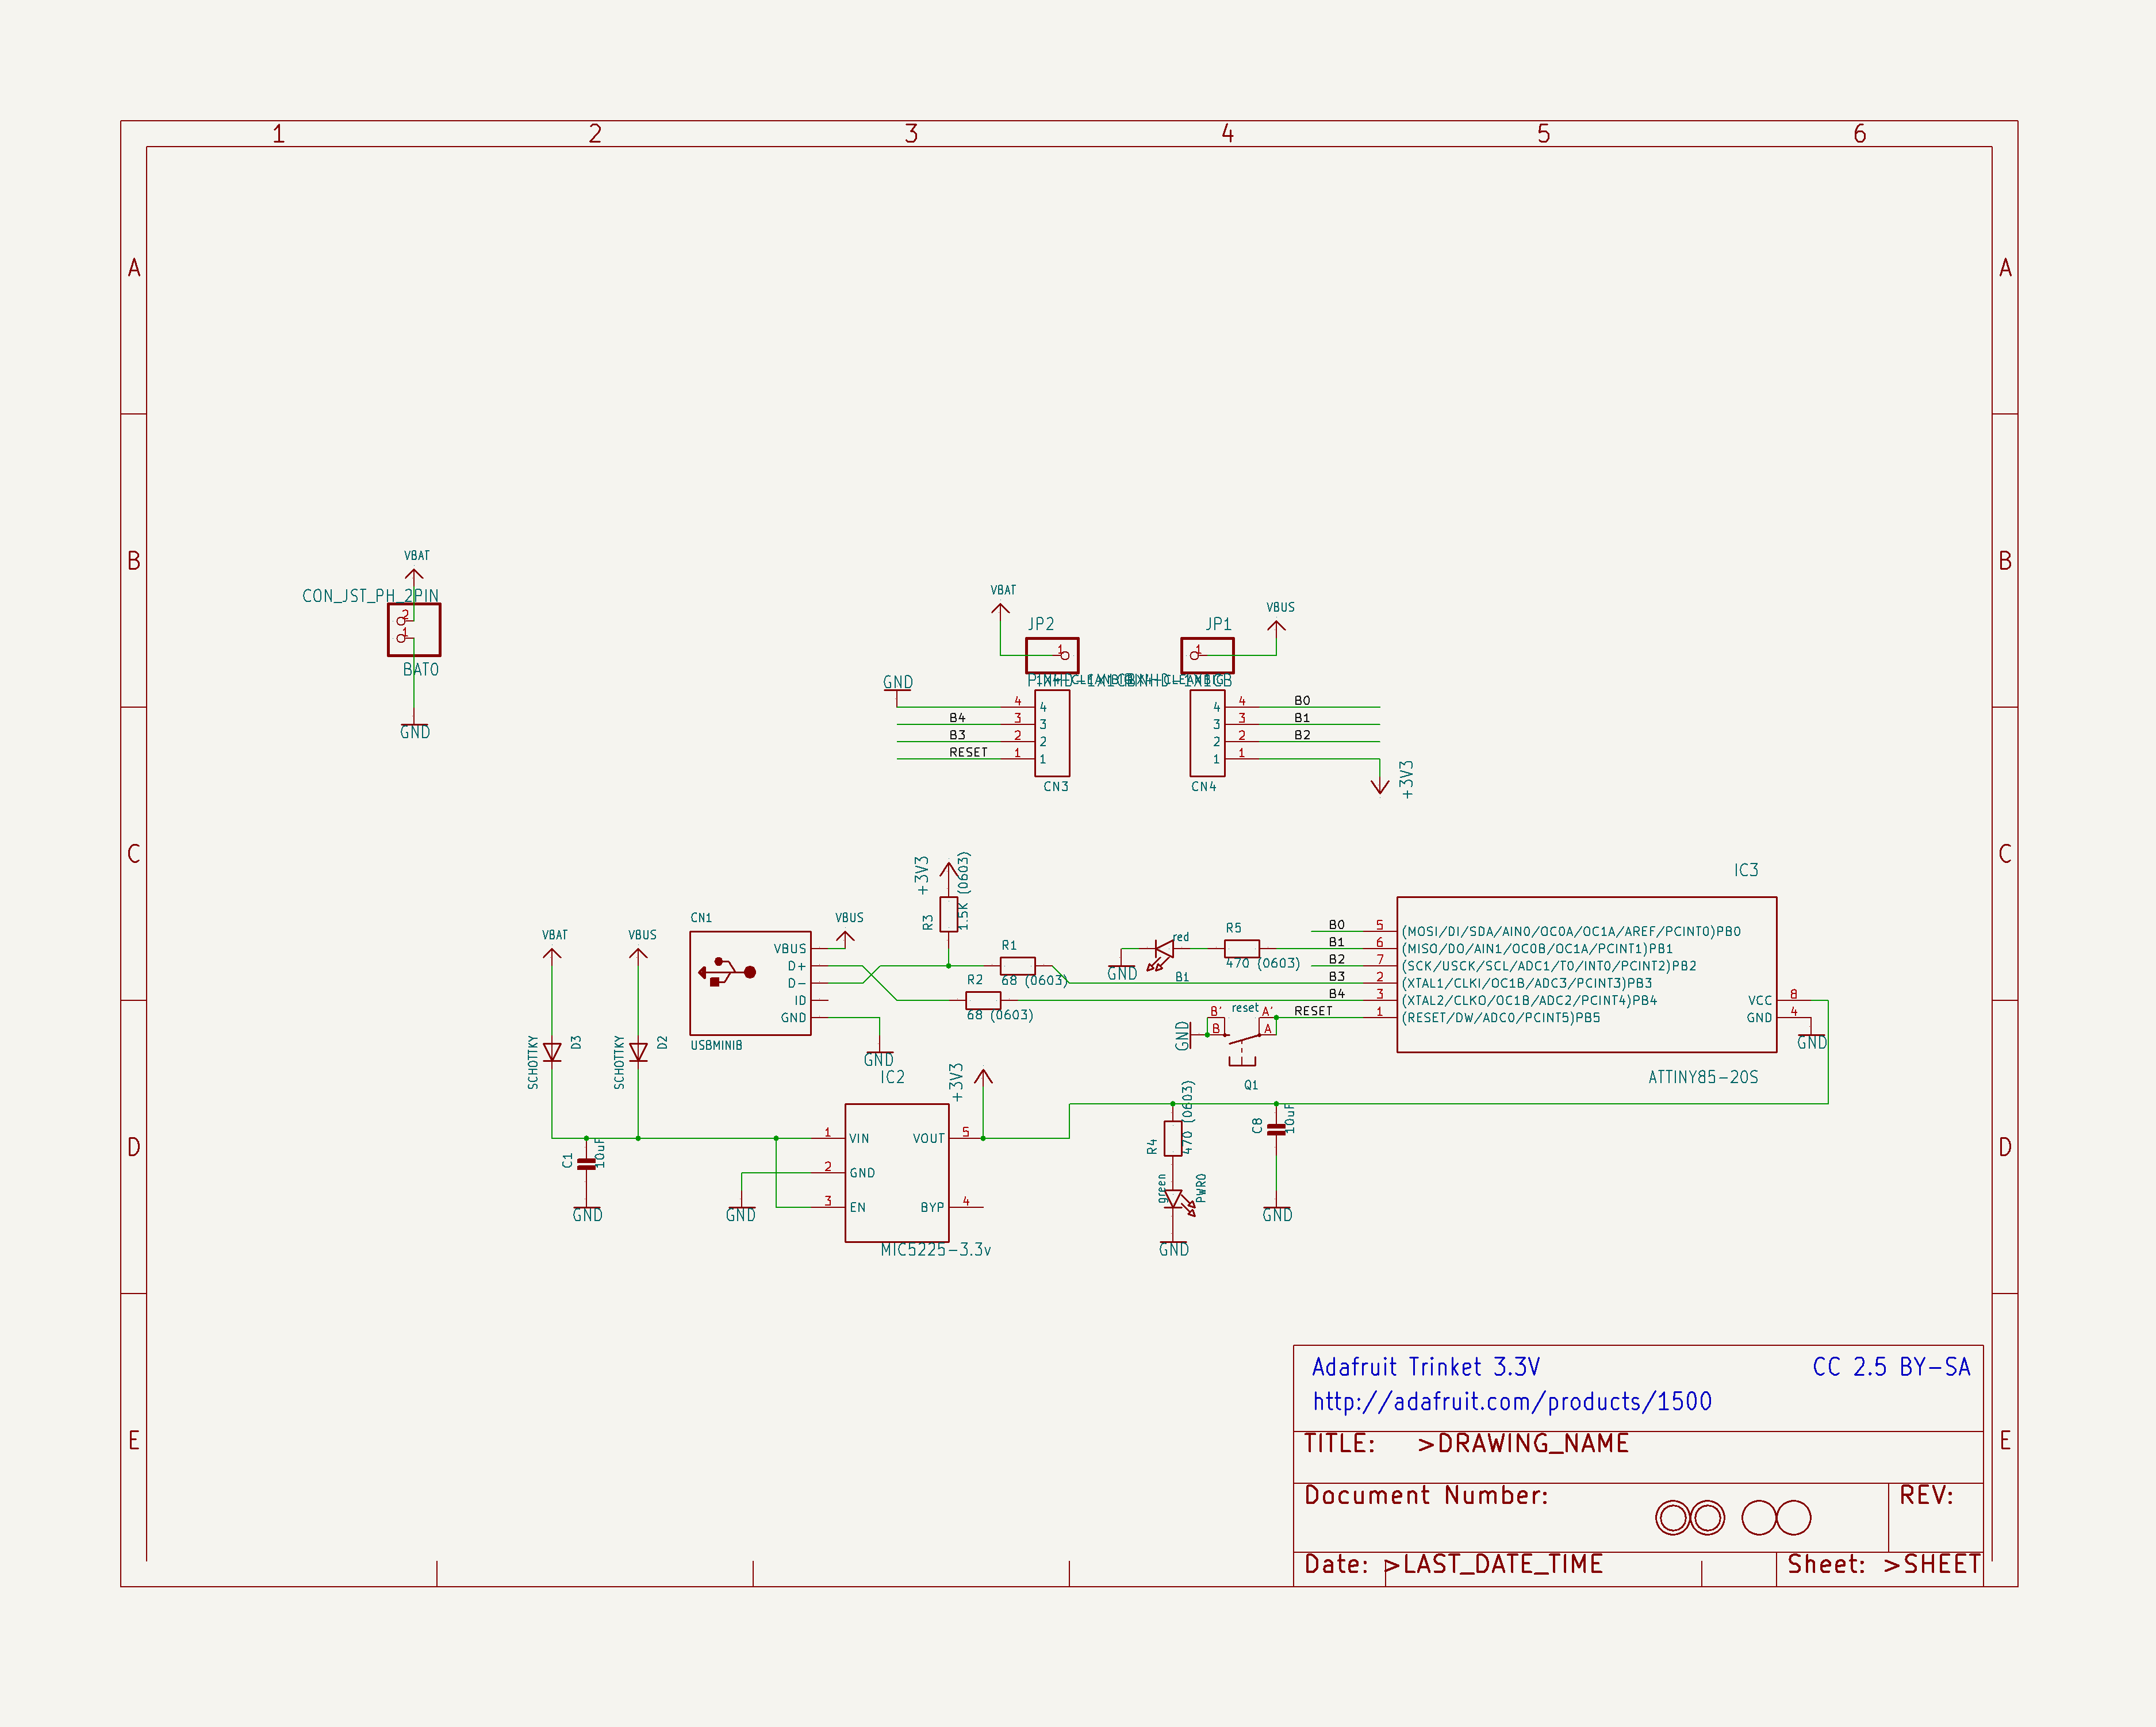 1 2 3 4 5 6
A A
B B
C C
D D
E E
VBAT
CON_JST_PH_2PIN
2
1
BAT0
GND
VBAT
JP2
1
VBUS
JP1
1
GND
4 4
B4 3 3
B3 2 2
RESET 1 1
CN3
4 4 B0
3 3 B1
2 2 B2
1 1
CN4
+3V3
+3V3
R3
1.5K (0603)
CN1
VBUS
VBUS
D+
D-
ID
GND
USBMINIB
GND
R1
68 (0603)
R2
68 (0603)
VBAT
VBUS
SCHOTTKY
D3
SCHOTTKY
D2
C1
10uF
GND
IC2
+3V3
1 VIN VOUT 5
2 GND
3 EN BYP 4
MIC5225-3.3v
GND
red
R5
470 (0603)
GND
B1
reset
B' A'
B A
GND
Q1
RESET
IC3
B0 5 (MOSI/DI/SDA/AIN0/OC0A/OC1A/AREF/PCINT0)PB0
B1 6 (MISO/DO/AIN1/OC0B/OC1A/PCINT1)PB1
B2 7 (SCK/USCK/SCL/ADC1/T0/INT0/PCINT2)PB2
B3 2 (XTAL1/CLKI/OC1B/ADC3/PCINT3)PB3
B4 3 (XTAL2/CLKO/OC1B/ADC2/PCINT4)PB4 VCC 8
1 (RESET/DW/ADC0/PCINT5)PB5 GND 4
GND
ATTINY85-20S
R4
470 (0603)
green
PWR0
GND
C8
10uF
GND
Adafruit Trinket 3.3V CC 2.5 BY-SA
http://adafruit.com/products/1500
TITLE: >DRAWING_NAME
Document Number: REV:
Date: >LAST_DATE_TIME Sheet: >SHEET